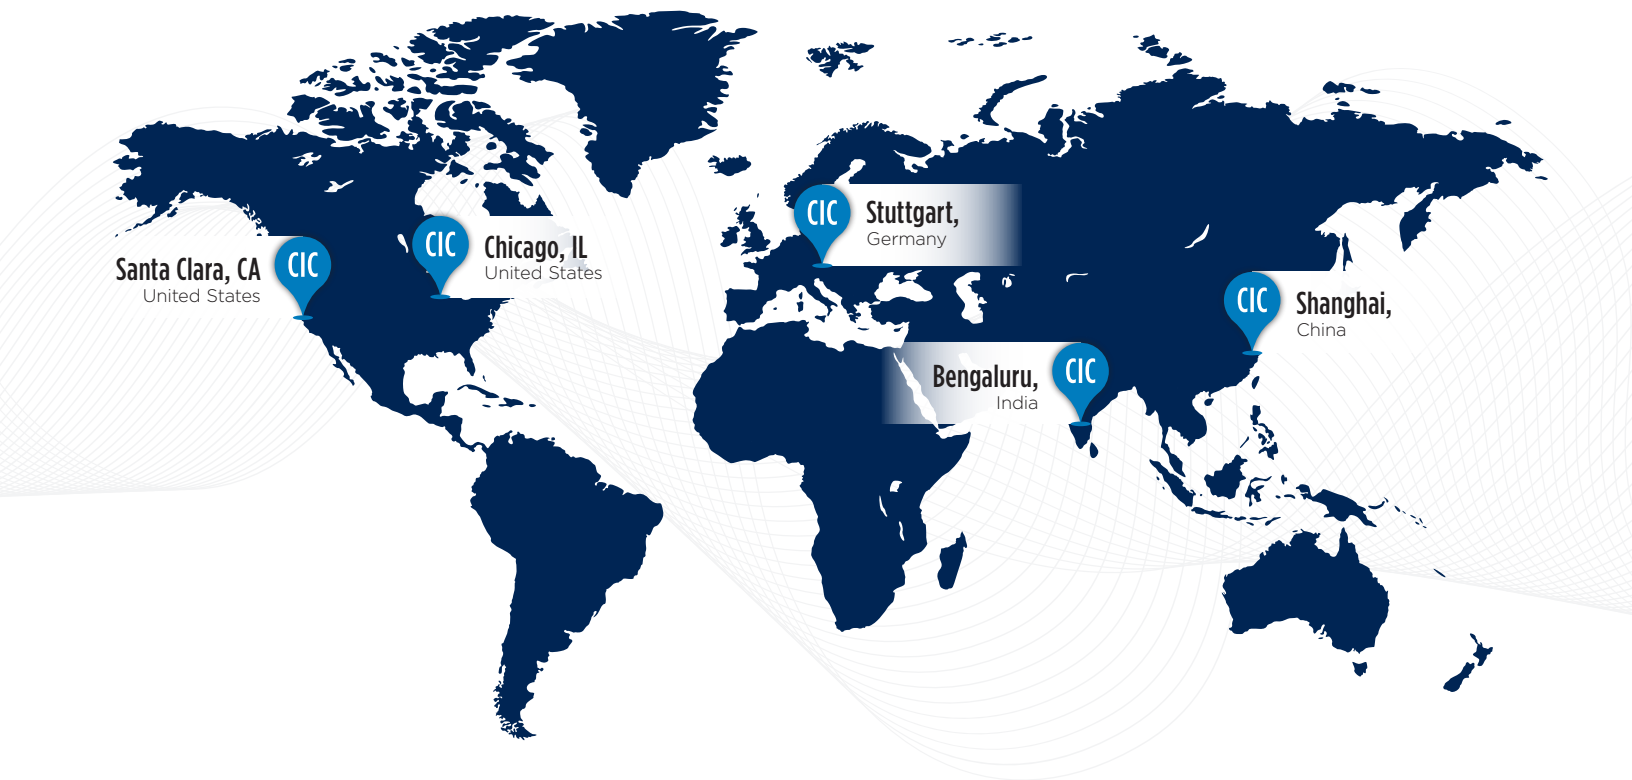 CIC
Stuttgart,
Germany
CIC
Chicago, IL
United States
Santa Clara, CA
United States
CIC
CIC
Shanghai,
China
Bengaluru,
India
CIC